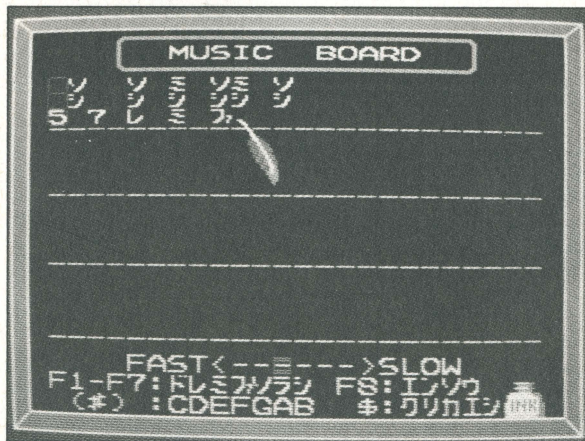 MUSIC BOARD
ソ ソ ミ ソミ ソ
シ シ シ シシ シ
5 7 レ ミ ファ
FAST<-- --->SLOW
F1-F7:ドレミファソラシ F8:エンソウ
(#) :CDEFGAB $:クリカエシ
INK